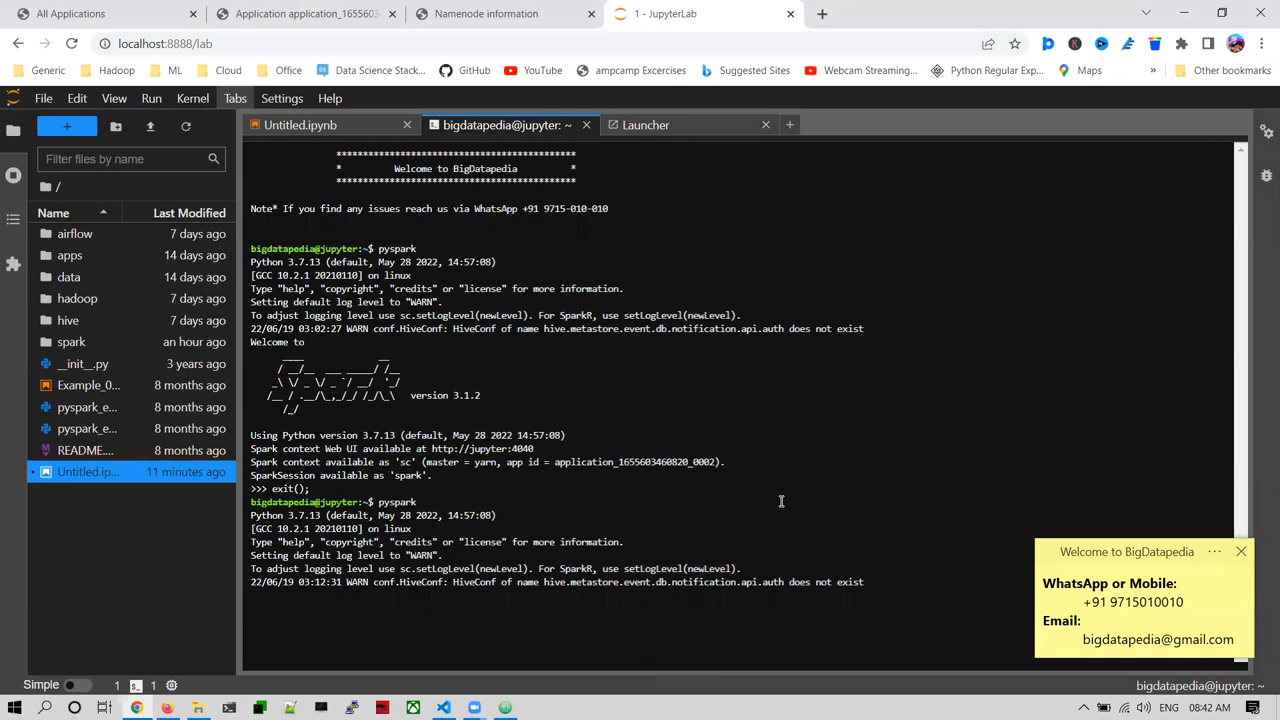 All Applications
Application application_1655603
Namenode information
1 - JupyterLab
localhost:8888/lab
Generic
Hadoop
ML
Cloud
Office
Data Science Stack...
GitHub
YouTube
ampcamp Excercises
Suggested Sites
Webcam Streaming...
Python Regular Exp...
Maps
»
Other bookmarks
File Edit View Run Kernel Tabs Settings Help
Untitled.ipynb
bigdatapedia@jupyter: ~
Launcher
Filter files by name
/
Name Last Modified
airflow 7 days ago
apps 14 days ago
data 14 days ago
hadoop 7 days ago
hive 7 days ago
spark an hour ago
__init__.py 3 years ago
Example_0... 8 months ago
pyspark_e... 8 months ago
pyspark_e... 8 months ago
README.... 8 months ago
Untitled.ip... 11 minutes ago
*********************************************
* Welcome to BigDatapedia *
*********************************************
Note* If you find any issues reach us via WhatsApp +91 9715-010-010
bigdatapedia@jupyter:~$ pyspark
Python 3.7.13 (default, May 28 2022, 14:57:08)
[GCC 10.2.1 20210110] on linux
Type "help", "copyright", "credits" or "license" for more information.
Setting default log level to "WARN".
To adjust logging level use sc.setLogLevel(newLevel). For SparkR, use setLogLevel(newLevel).
22/06/19 03:02:27 WARN conf.HiveConf: HiveConf of name hive.metastore.event.db.notification.api.auth does not exist
Welcome to
      ____              __
     / __/__  ___ _____/ /__
    _\ \/ _ \/ _ `/ __/  '_/
   /__ / .__/\_,_/_/ /_/\_\   version 3.1.2
      /_/
Using Python version 3.7.13 (default, May 28 2022 14:57:08)
Spark context Web UI available at http://jupyter:4040
Spark context available as 'sc' (master = yarn, app id = application_1655603460820_0002).
SparkSession available as 'spark'.
>>> exit();
bigdatapedia@jupyter:~$ pyspark
Python 3.7.13 (default, May 28 2022, 14:57:08)
[GCC 10.2.1 20210110] on linux
Type "help", "copyright", "credits" or "license" for more information.
Setting default log level to "WARN".
To adjust logging level use sc.setLogLevel(newLevel). For SparkR, use setLogLevel(newLevel).
22/06/19 03:12:31 WARN conf.HiveConf: HiveConf of name hive.metastore.event.db.notification.api.auth does not exist
Welcome to BigDatapedia
WhatsApp or Mobile:
+91 9715010010
Email:
bigdatapedia@gmail.com
Simple 1 1
bigdatapedia@jupyter: ~
08:42 AM